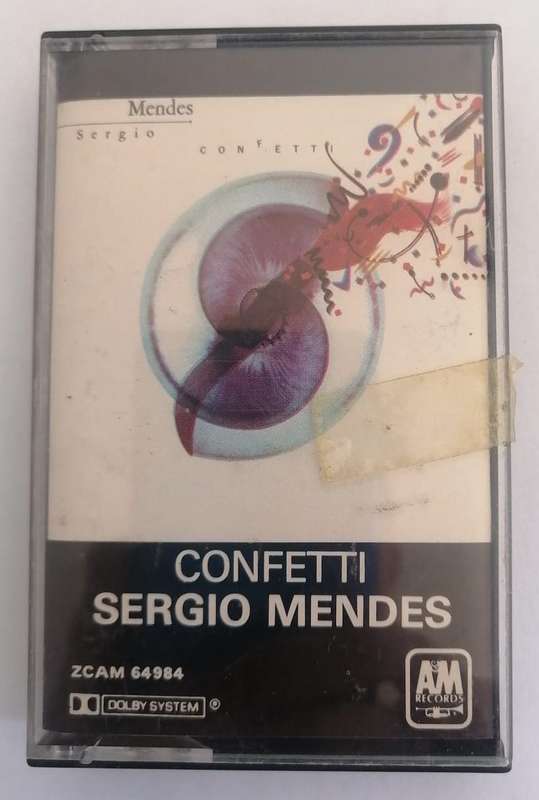 Mendes
Sergio
CONFETTI
CONFETTI
SERGIO MENDES
ZCAM 64984
DOLBY SYSTEM ®
A&M
RECORDS